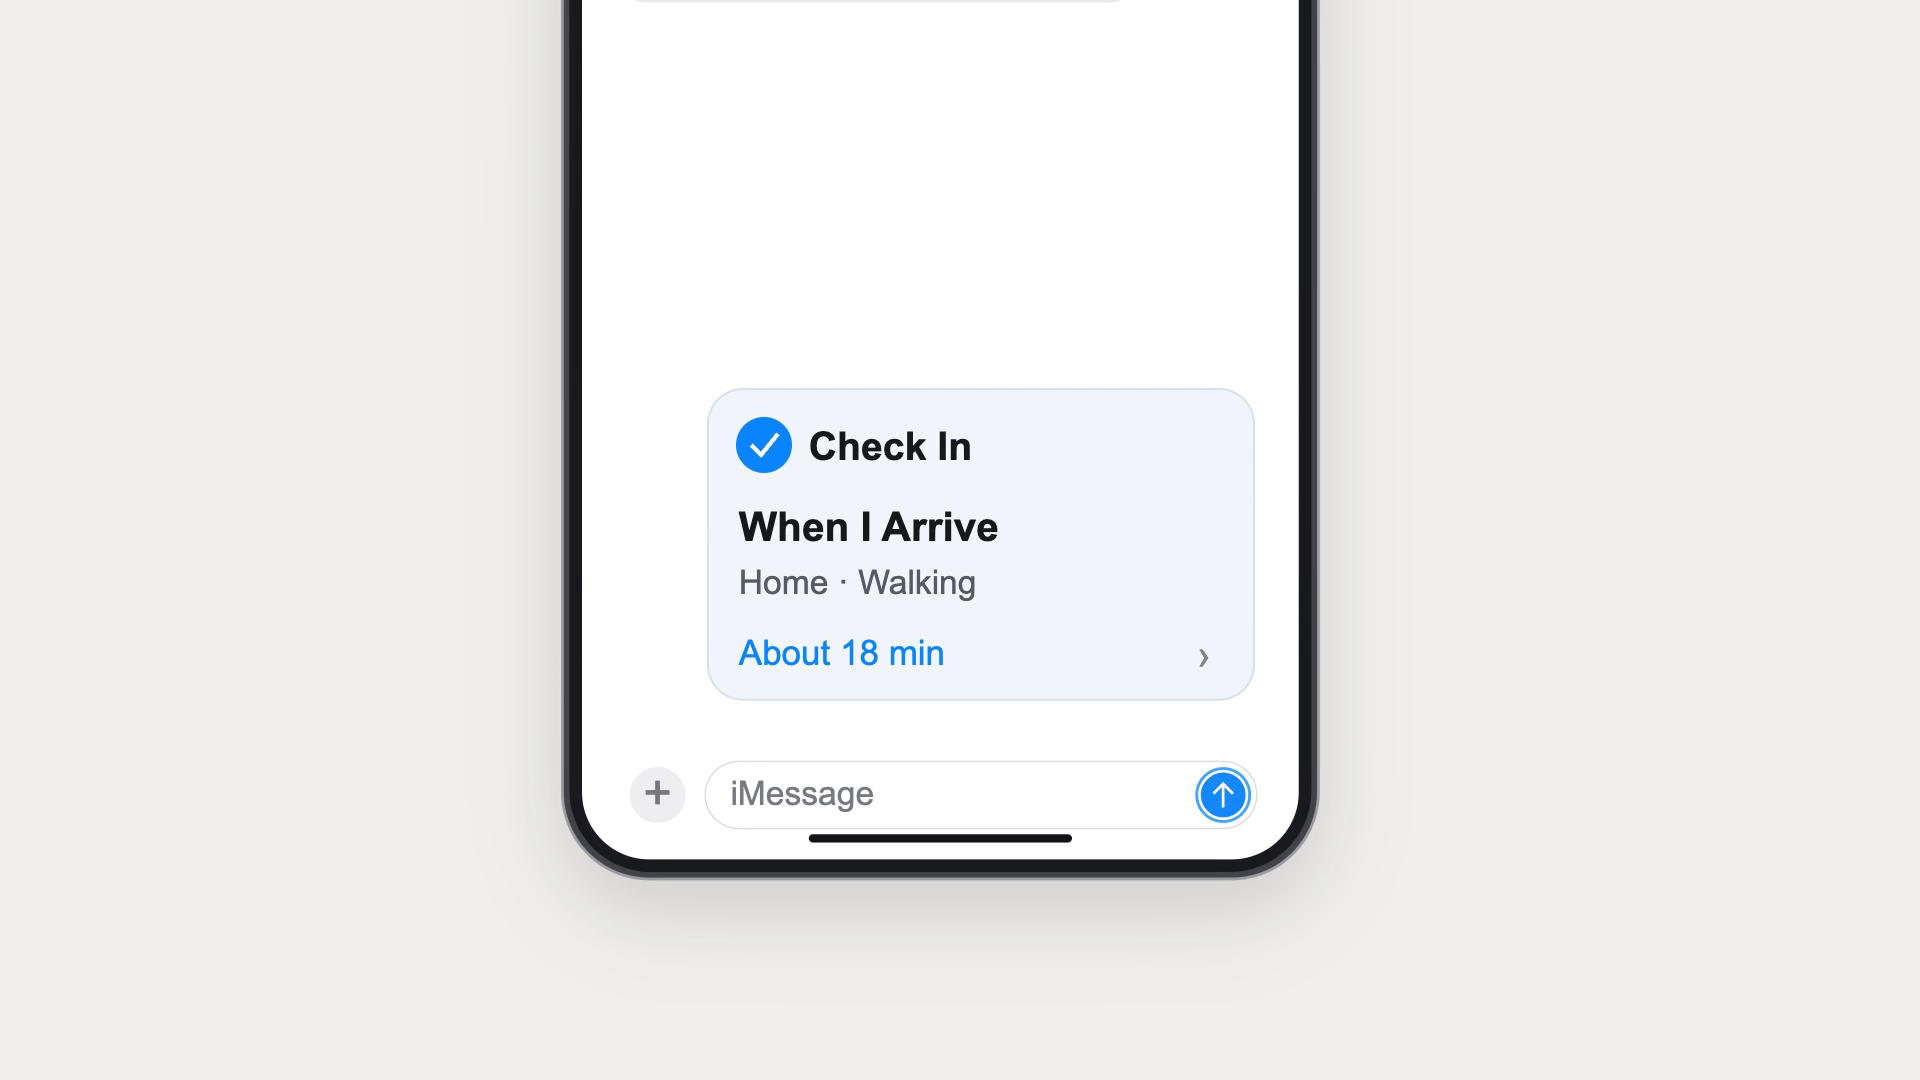 Check In
When I Arrive
Home · Walking
About 18 min
iMessage